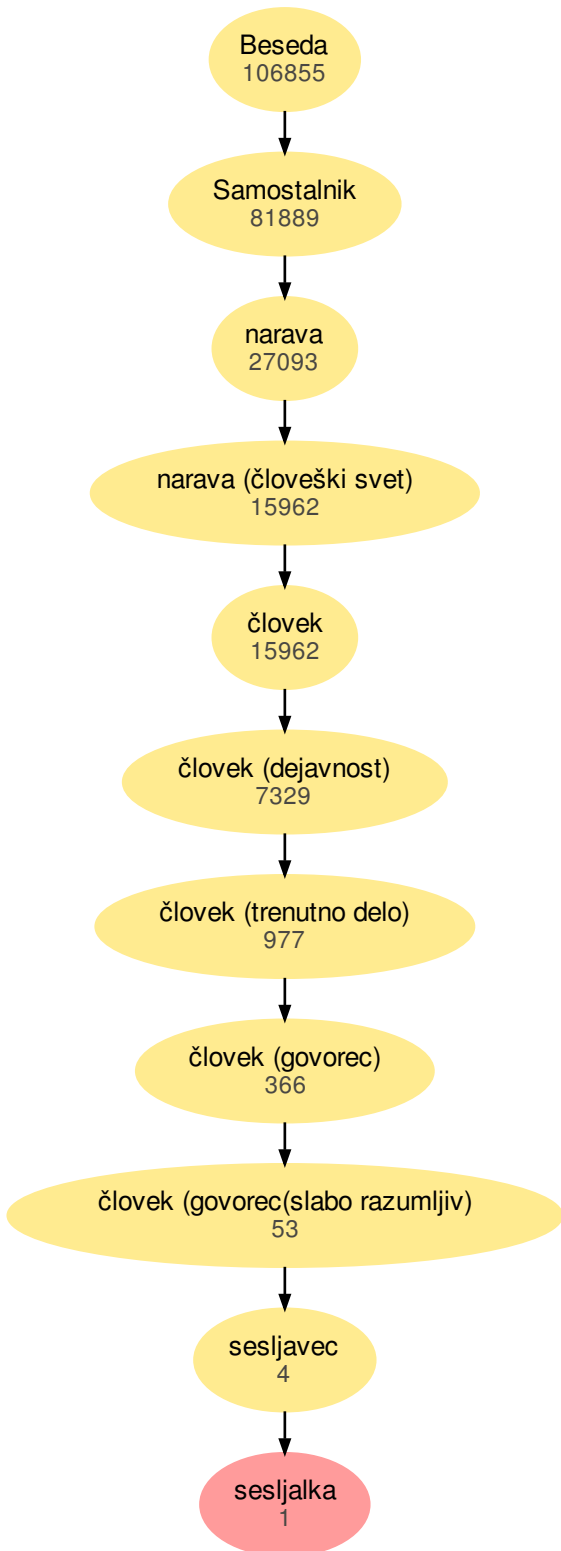 Beseda
106855
Samostalnik
81889
narava
27093
narava (človeški svet)
15962
človek
15962
človek (dejavnost)
7329
človek (trenutno delo)
977
človek (govorec)
366
človek (govorec(slabo razumljiv)
53
sesljavec
4
sesljalka
1